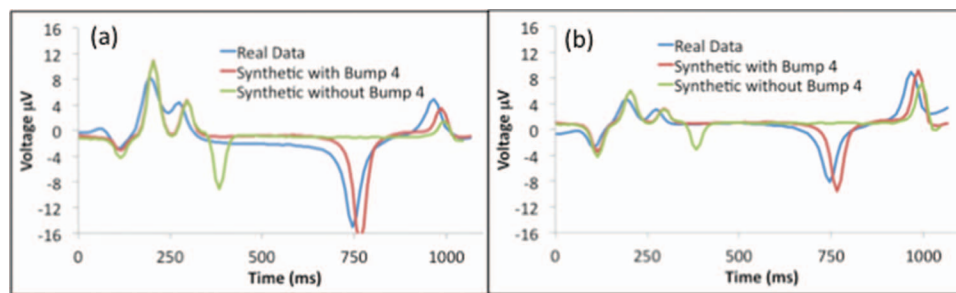 (a)
Real Data
Synthetic with Bump 4
Synthetic without Bump 4
Voltage µV
16
12
8
4
0
-4
-8
-12
-16
0
250
500
750
1000
Time (ms)
(b)
Real Data
Synthetic with Bump 4
Synthetic without Bump 4
Voltage µV
16
12
8
4
0
-4
-8
-12
-16
0
250
500
750
1000
Time (ms)